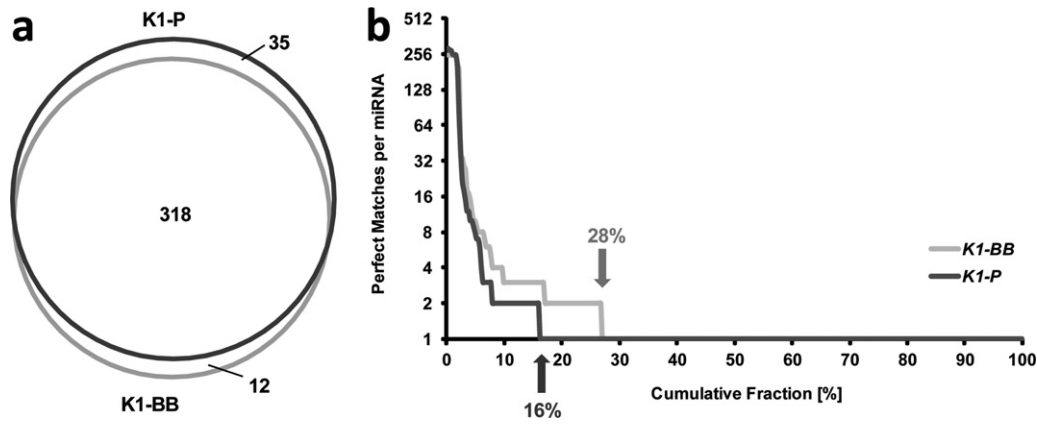 a
K1-P
35
318
12
K1-BB
b
Perfect Matches per miRNA
512
256
128
64
32
16
8
4
2
1
28%
K1-BB
K1-P
0 10 20 30 40 50 60 70 80 90 100
16%
Cumulative Fraction [%]